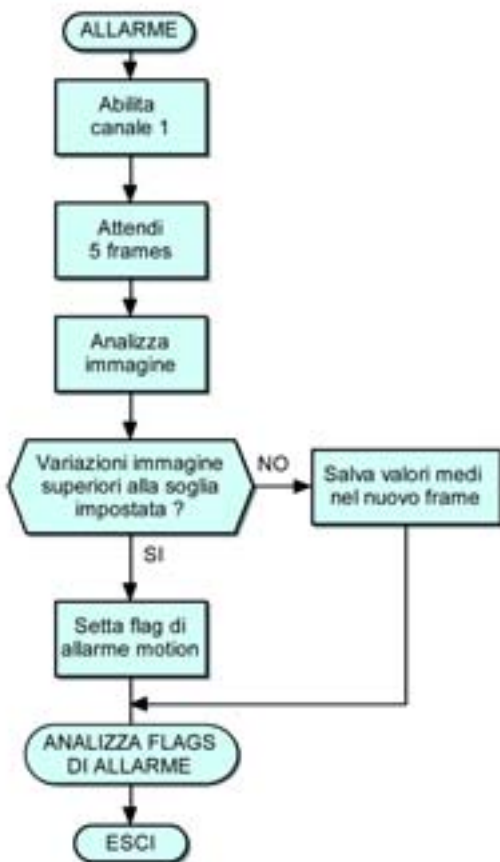 ALLARME
Abilita
canale 1
Attendi
5 frames
Analizza
immagine
Variazioni immagine
superiori alla soglia
impostata ?
NO
Salva valori medi
nel nuovo frame
SI
Setta flag di
allarme motion
ANALIZZA FLAGS
DI ALLARME
ESCI